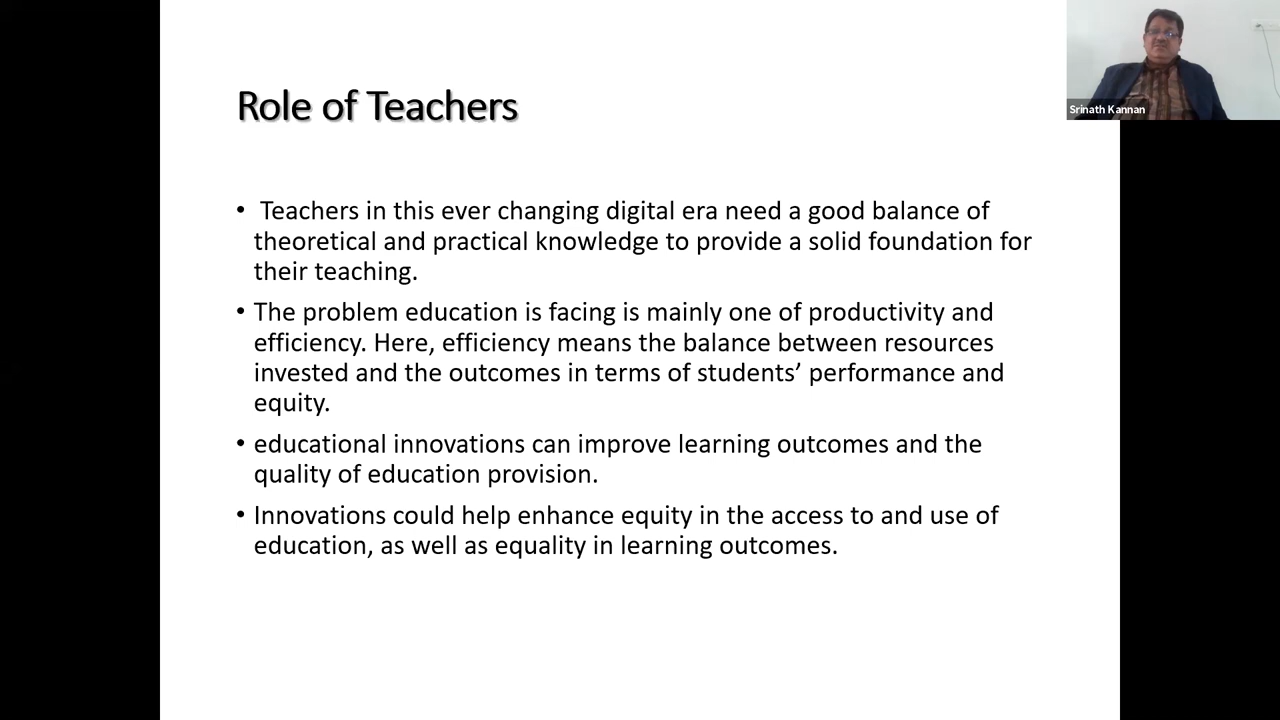 Role of Teachers
Srinath Kannan
• Teachers in this ever changing digital era need a good balance of
theoretical and practical knowledge to provide a solid foundation for
their teaching.
• The problem education is facing is mainly one of productivity and
efficiency. Here, efficiency means the balance between resources
invested and the outcomes in terms of students’ performance and
equity.
• educational innovations can improve learning outcomes and the
quality of education provision.
• Innovations could help enhance equity in the access to and use of
education, as well as equality in learning outcomes.